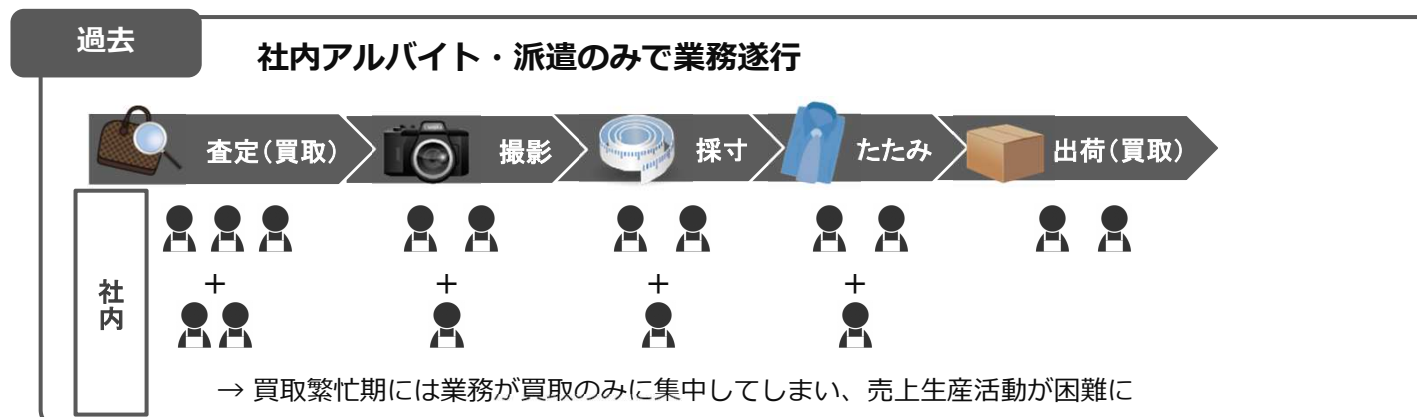 過去
社内アルバイト・派遣のみで業務遂行
査定(買取)
撮影
採寸
たたみ
出荷(買取)
社内
+
+
+
+
→ 買取繁忙期には業務が買取のみに集中してしまい、売上生産活動が困難に